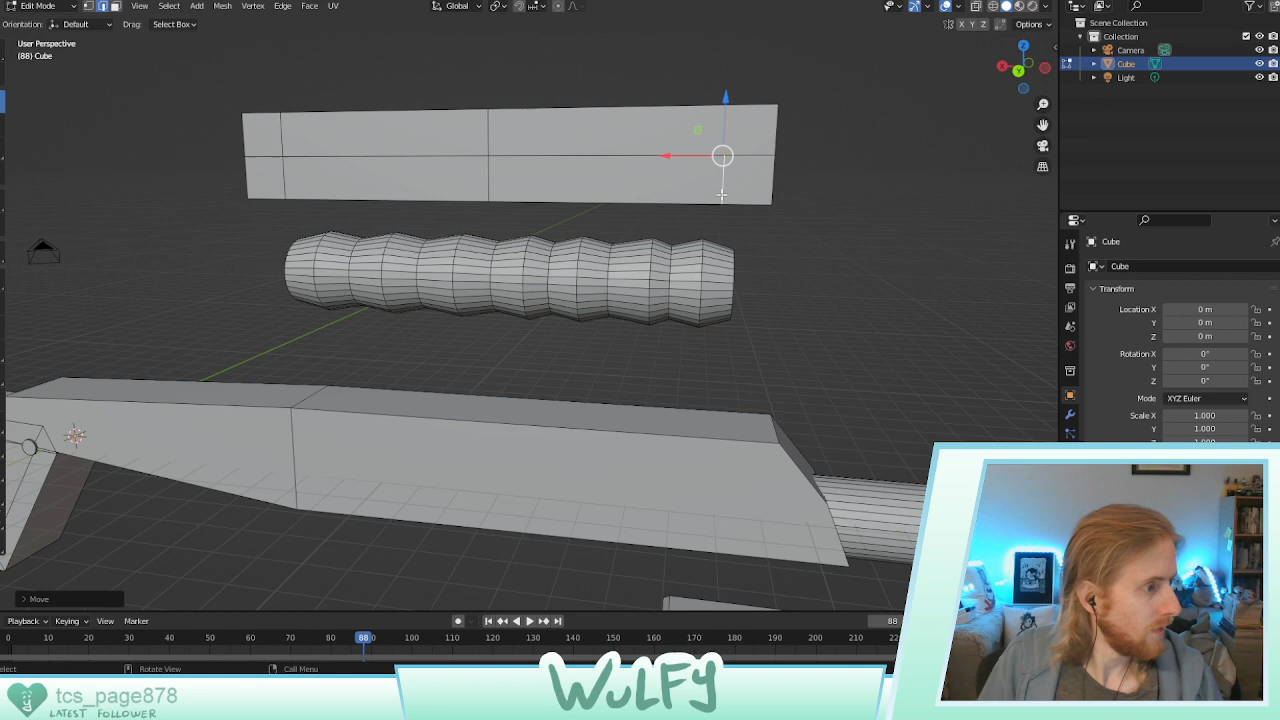 Edit Mode View Select Add Mesh Vertex Edge Face UV Global Options
Orientation: Default Drag: Select Box X Y Z Options
User Perspective
(88) Cube
X Y Z
Scene Collection
Collection
Camera
Cube
Light
Cube
Cube
Transform
Location X 0 m
Y 0 m
Z 0 m
Rotation X 0°
Y 0°
Z 0°
Mode XYZ Euler
Scale X 1.000
Y 1.000
Move
Playback Keying View Marker 88
0 10 20 30 40 50 60 70 80 88 100 110 120 130 140 150 160 170 180 190 200 210
Rotate View Call Menu
WULFY
tcs_page878
LATEST FOLLOWER